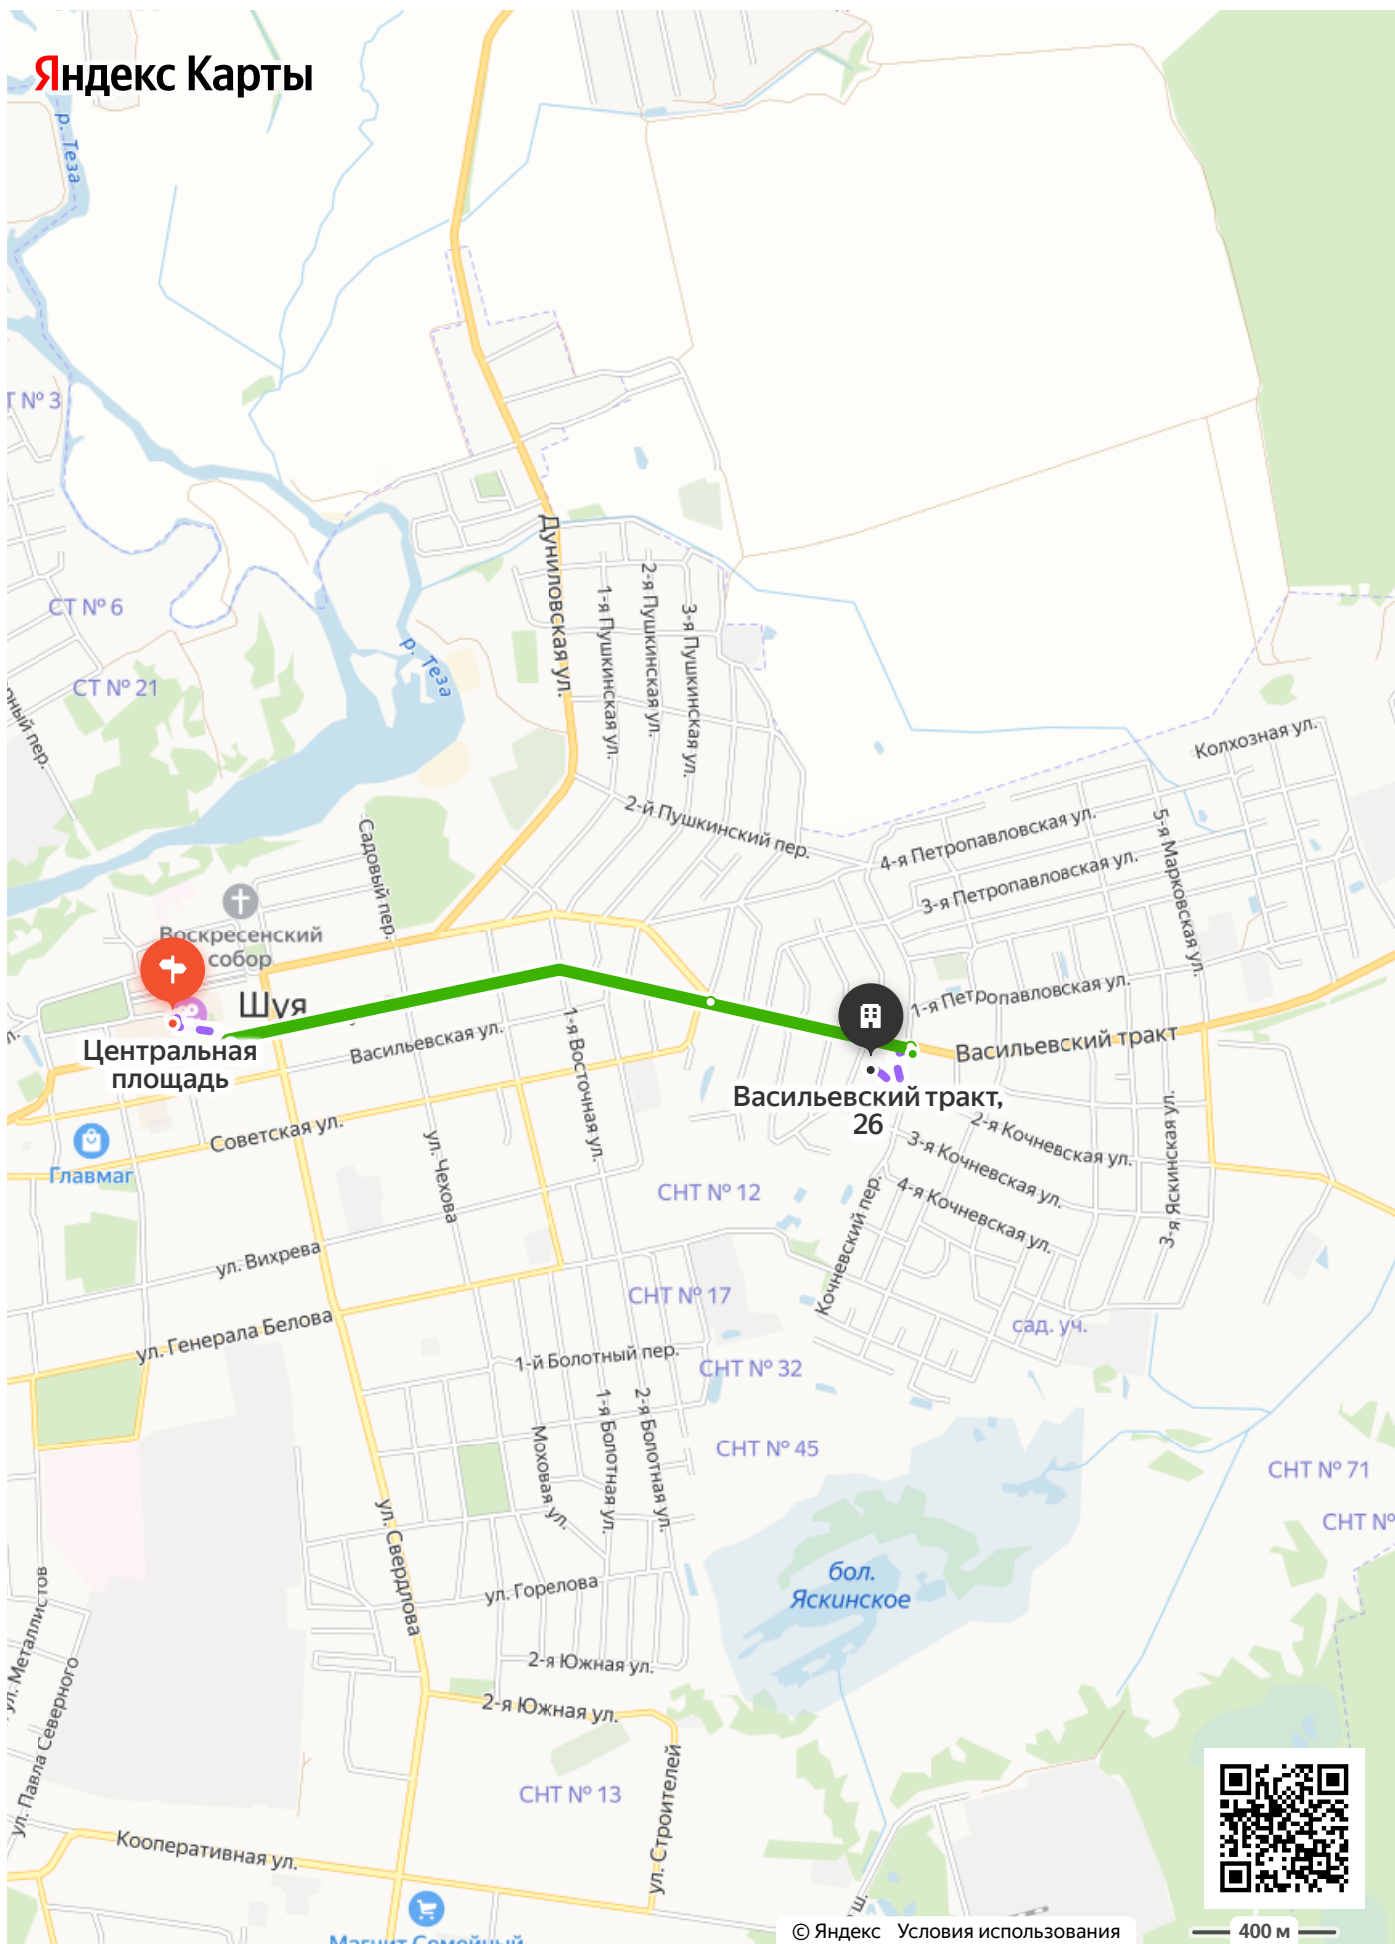 Яндекс Карты
р. Теза
Т № 3
СТ № 6
СТ № 21
рный пер.
р. Теза
Дуниловская ул.
1-я Пушкинская ул.
2-я Пушкинская ул.
3-я Пушкинская ул.
2-й Пушкинский пер.
Колхозная ул.
4-я Петропавловская ул.
3-я Петропавловская ул.
5-я Марковская ул.
Садовый пер.
Воскресенский
собор
Шуя
1-я Петропавловская ул.
Центральная
площадь
Васильевская ул.
1-я Восточная ул.
Васильевский тракт
Васильевский тракт,
26
Советская ул.
Главмаг
ул. Чехова
2-я Кочневская ул.
3-я Кочневская ул.
4-я Кочневская ул.
3-я Яскинская ул.
Кочневский пер.
СНТ № 12
ул. Вихрева
СНТ № 17
сад. уч.
ул. Генерала Белова
1-й Болотный пер.
СНТ № 32
1-я Болотная ул.
2-я Болотная ул.
Моховая ул.
СНТ № 45
СНТ № 71
СНТ №
ул. Свердлова
бол.
Яскинское
ул. Горелова
ул. Металлистов
2-я Южная ул.
2-я Южная ул.
ул. Павла Северного
СНТ № 13
ул. Строителей
Кооперативная ул.
Магнит Семейный
© Яндекс Условия использования
400 м